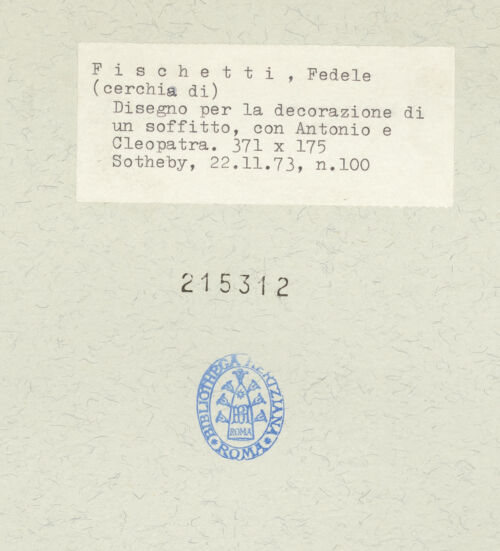 F i s c h e t t i , Fedele
(cerchia di)
Disegno per la decorazione di
un soffitto, con Antonio e
Cleopatra. 371 x 175
Sotheby, 22.11.73, n.100
215312
BIBLIOTHECA HERTZIANA
ROMA
ROMA